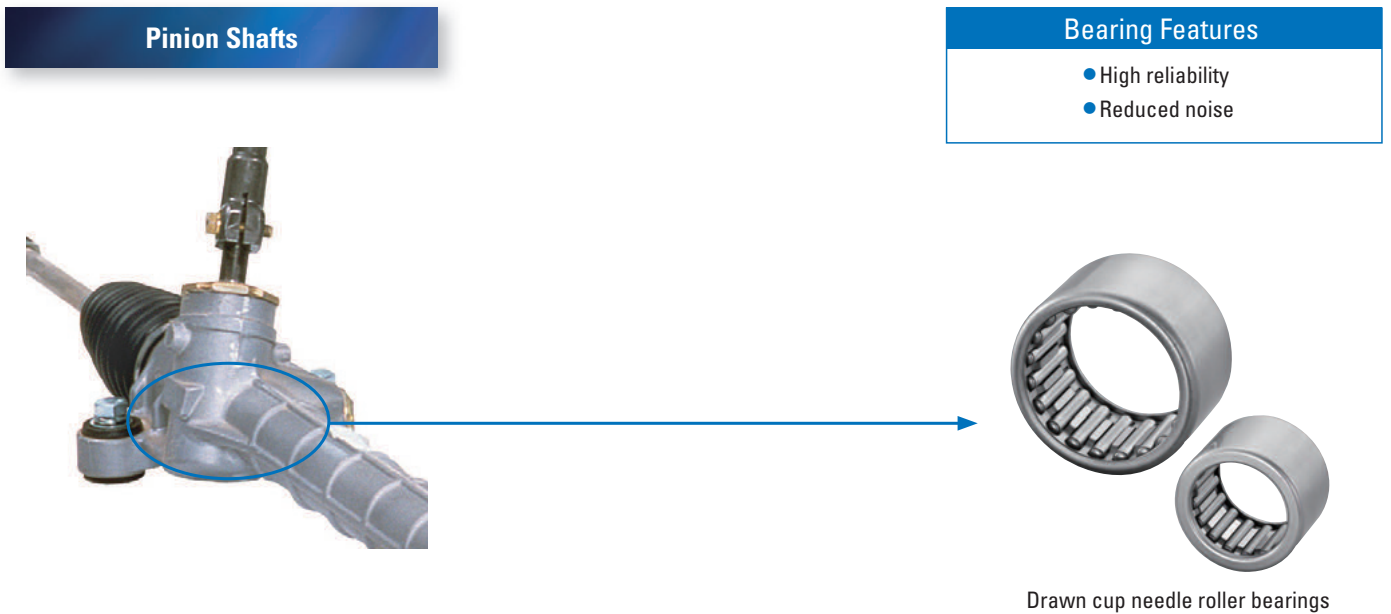 Pinion Shafts
Bearing Features
● High reliability
● Reduced noise
Drawn cup needle roller bearings